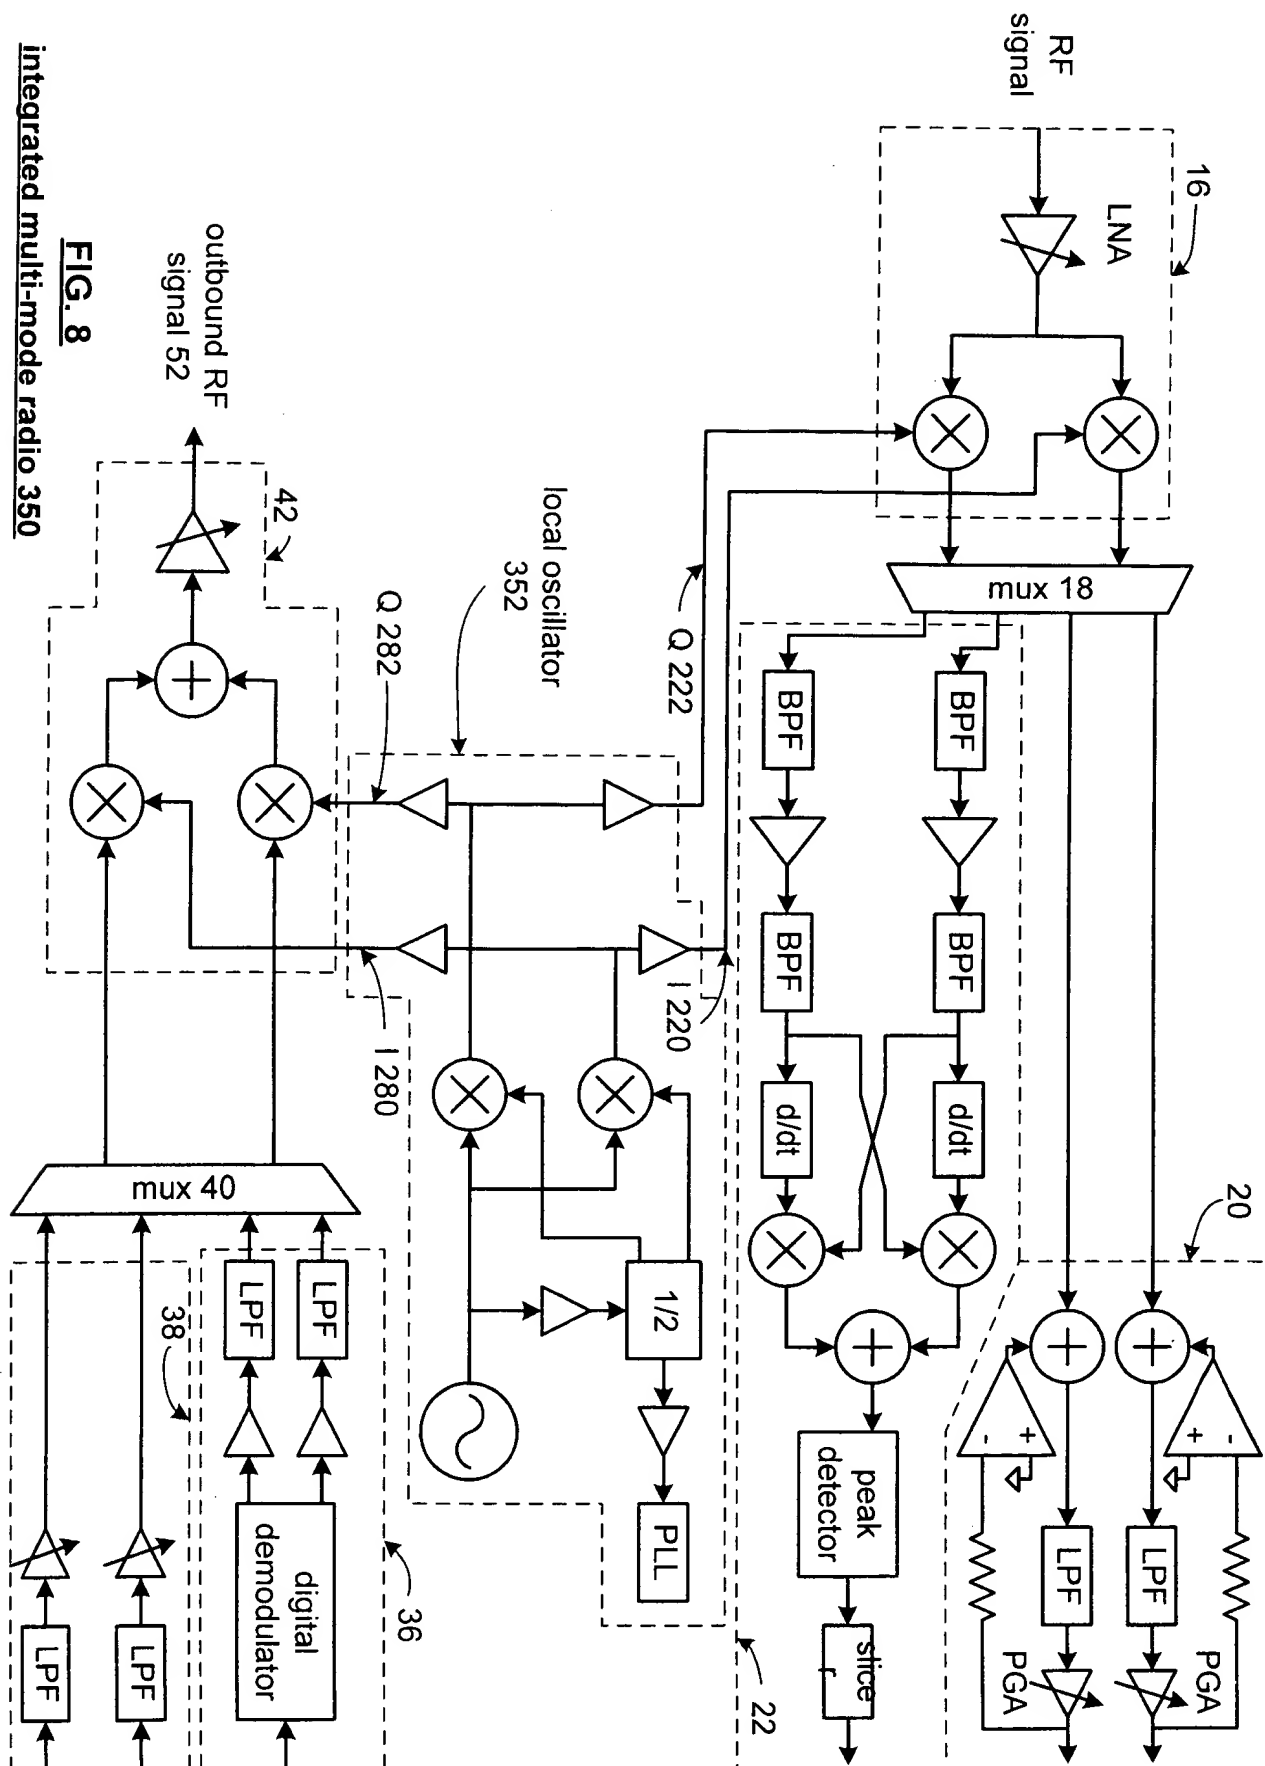 RF
signal
16
LNA
mux 18
20
BPF
BPF
d/dt
BPF
BPF
d/dt
+
-
+
LPF
PGA
+
-
+
LPF
PGA
+
peak
detector
slice
r
22
Q 222
I 220
local oscillator
352
1/2
PLL
Q 282
I 280
outbound RF
signal 52
42
+
mux 40
LPF
LPF
digital
demodulator
36
38
LPF
LPF
FIG. 8
integrated multi-mode radio 350